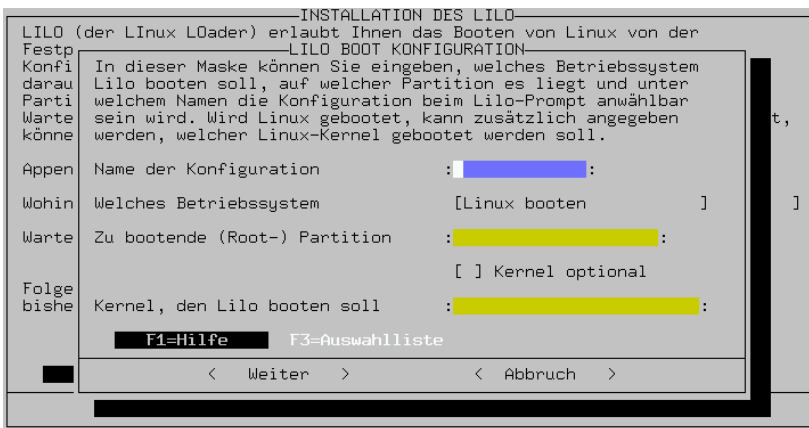 INSTALLATION DES LILO
LILO (der LInux LOader) erlaubt Ihnen das Booten von Linux von der
Festp
LILO BOOT KONFIGURATION
Konfi
In dieser Maske können Sie eingeben, welches Betriebssystem
darau
Lilo booten soll, auf welcher Partition es liegt und unter
Parti
welchem Namen die Konfiguration beim Lilo-Prompt anwählbar
Warte
sein wird. Wird Linux gebootet, kann zusätzlich angegeben
t,
könne
werden, welcher Linux-Kernel gebootet werden soll.
Appen
Name der Konfiguration : :
Wohin
Welches Betriebssystem [Linux booten ]
]
Warte
Zu bootende (Root-) Partition : :
[ ] Kernel optional
Folge
bishe
Kernel, den Lilo booten soll : :
F1=Hilfe F3=Auswahlliste
< Weiter > < Abbruch >